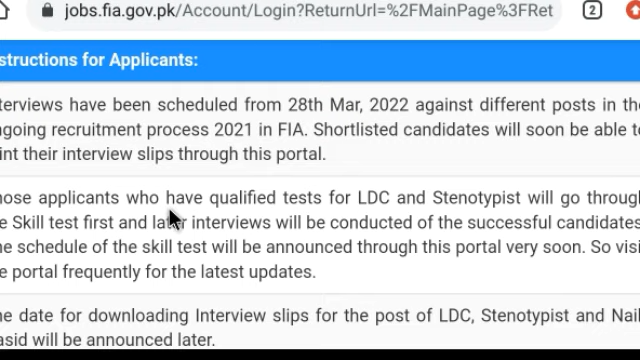 jobs.fia.gov.pk/Account/Login?ReturnUrl=%2FMainPage%3FRet 2
structions for Applicants:
terviews have been scheduled from 28th Mar, 2022 against different posts in the
ngoing recruitment process 2021 in FIA. Shortlisted candidates will soon be able to
int their interview slips through this portal.
hose applicants who have qualified tests for LDC and Stenotypist will go through
e Skill test first and later interviews will be conducted of the successful candidates
he schedule of the skill test will be announced through this portal very soon. So visi
e portal frequently for the latest updates.
he date for downloading Interview slips for the post of LDC, Stenotypist and Naib
asid will be announced later.